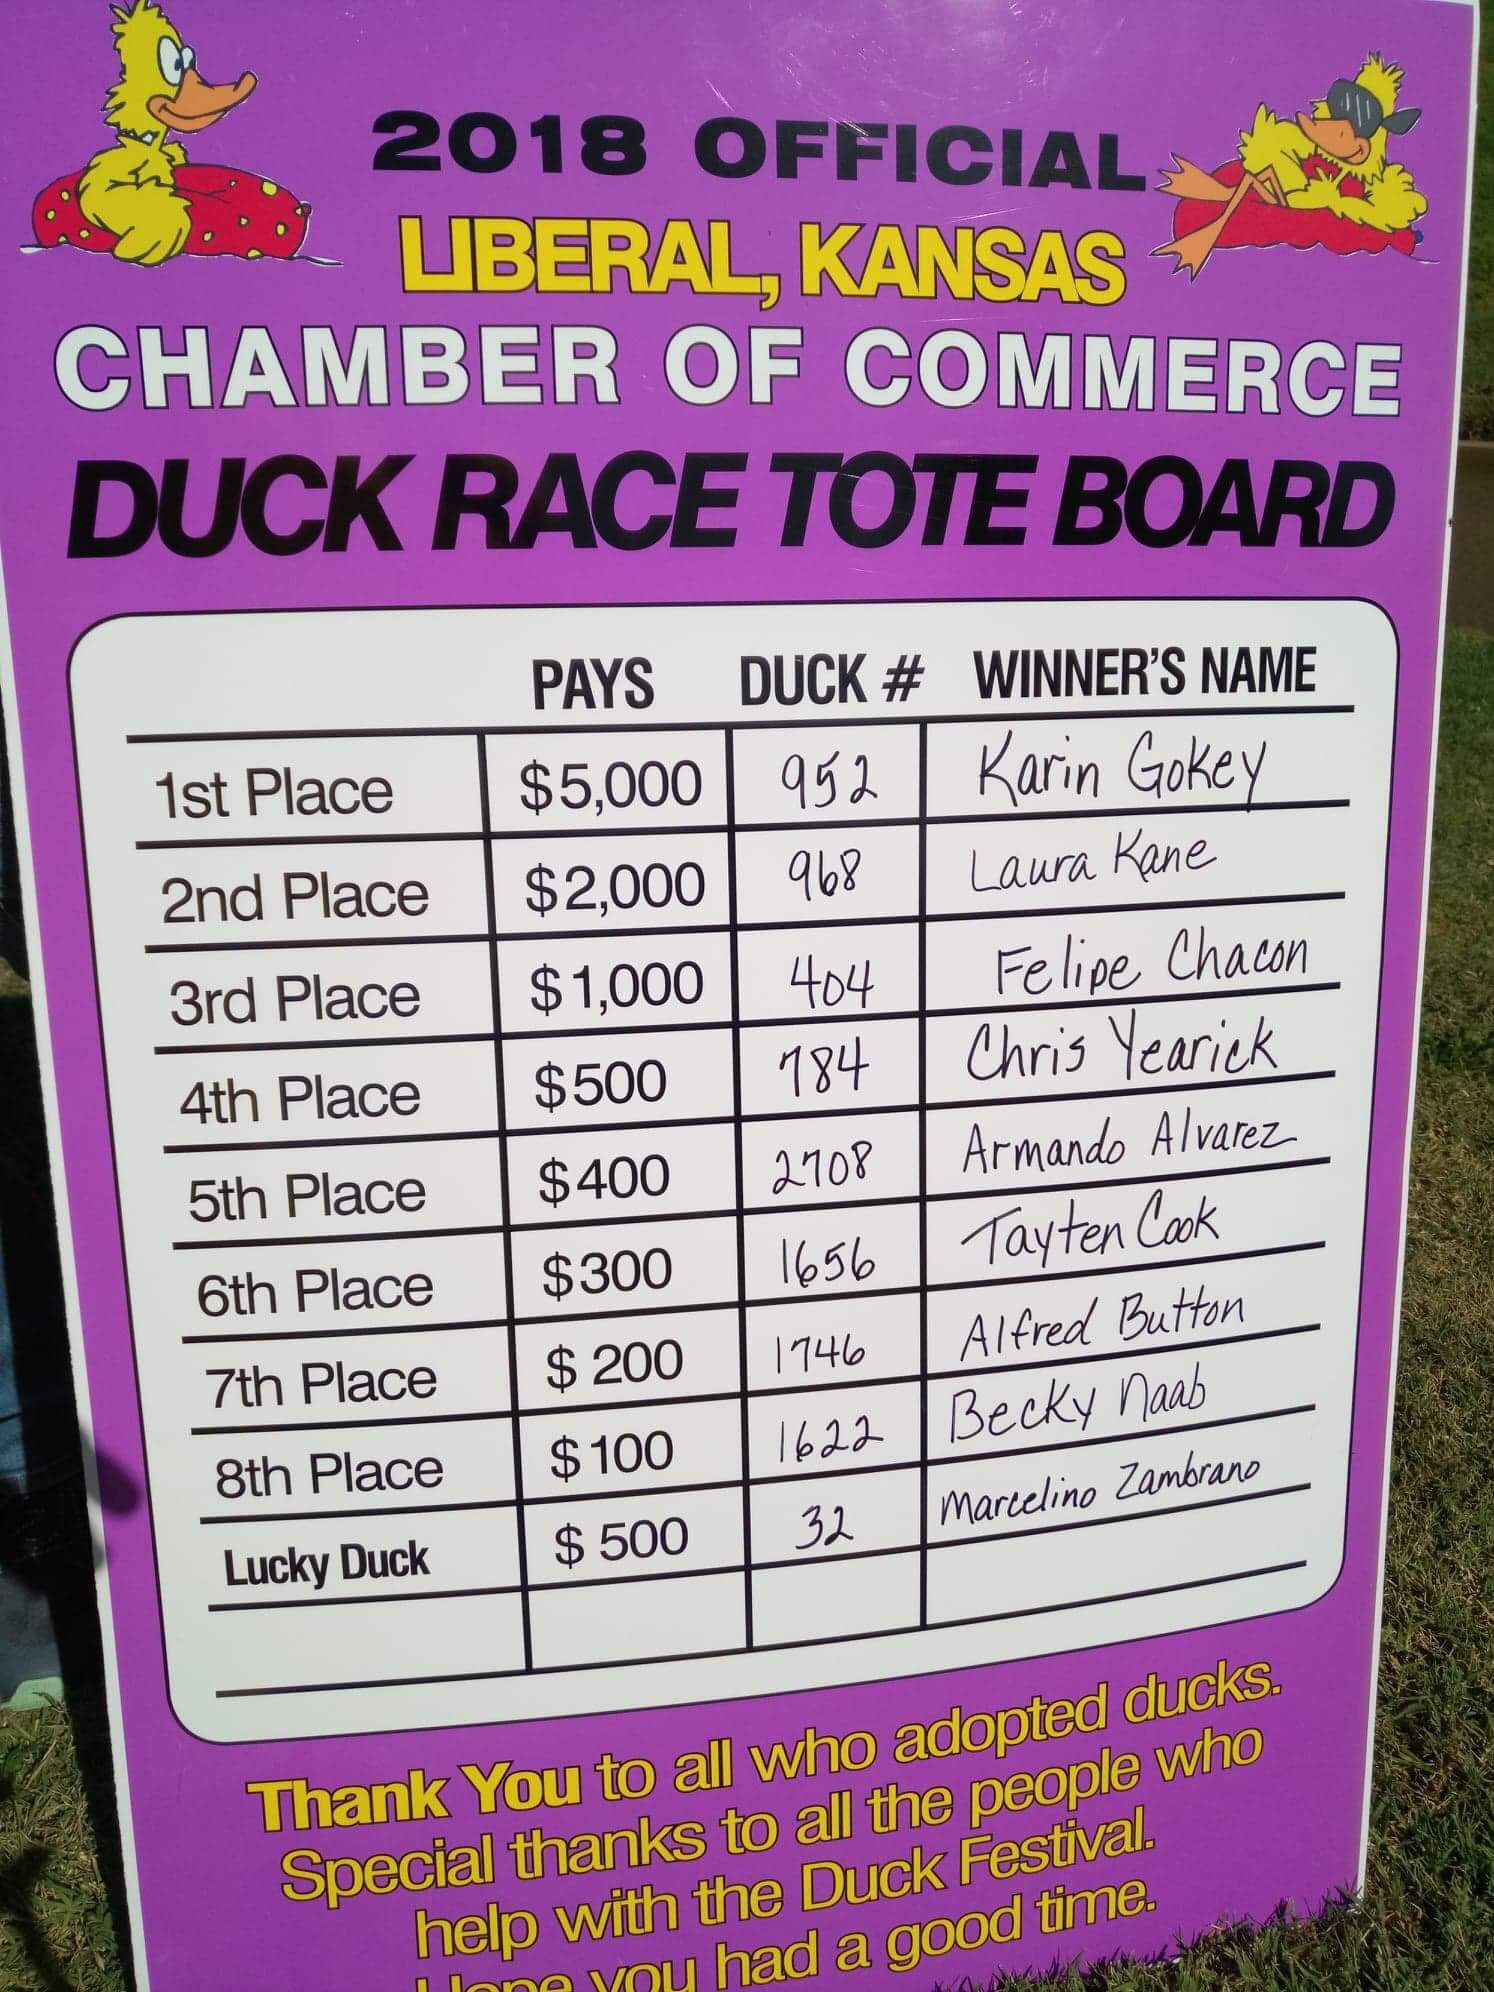 2018 OFFICIAL
LIBERAL, KANSAS
CHAMBER OF COMMERCE
DUCK RACE TOTE BOARD
PAYS DUCK # WINNER'S NAME
1st Place $5,000 952 Karin Gokey
2nd Place $2,000 968 Laura Kane
3rd Place $1,000 404 Felipe Chacon
4th Place $500 784 Chris Yearick
5th Place $400 2708 Armando Alvarez
6th Place $300 1656 Tayten Cook
7th Place $ 200 1746 Alfred Button
8th Place $100 1622 Becky Naab
Lucky Duck $ 500 32 Marcelino Zambrano
Thank You to all who adopted ducks.
Special thanks to all the people who
help with the Duck Festival.
Hope you had a good time.